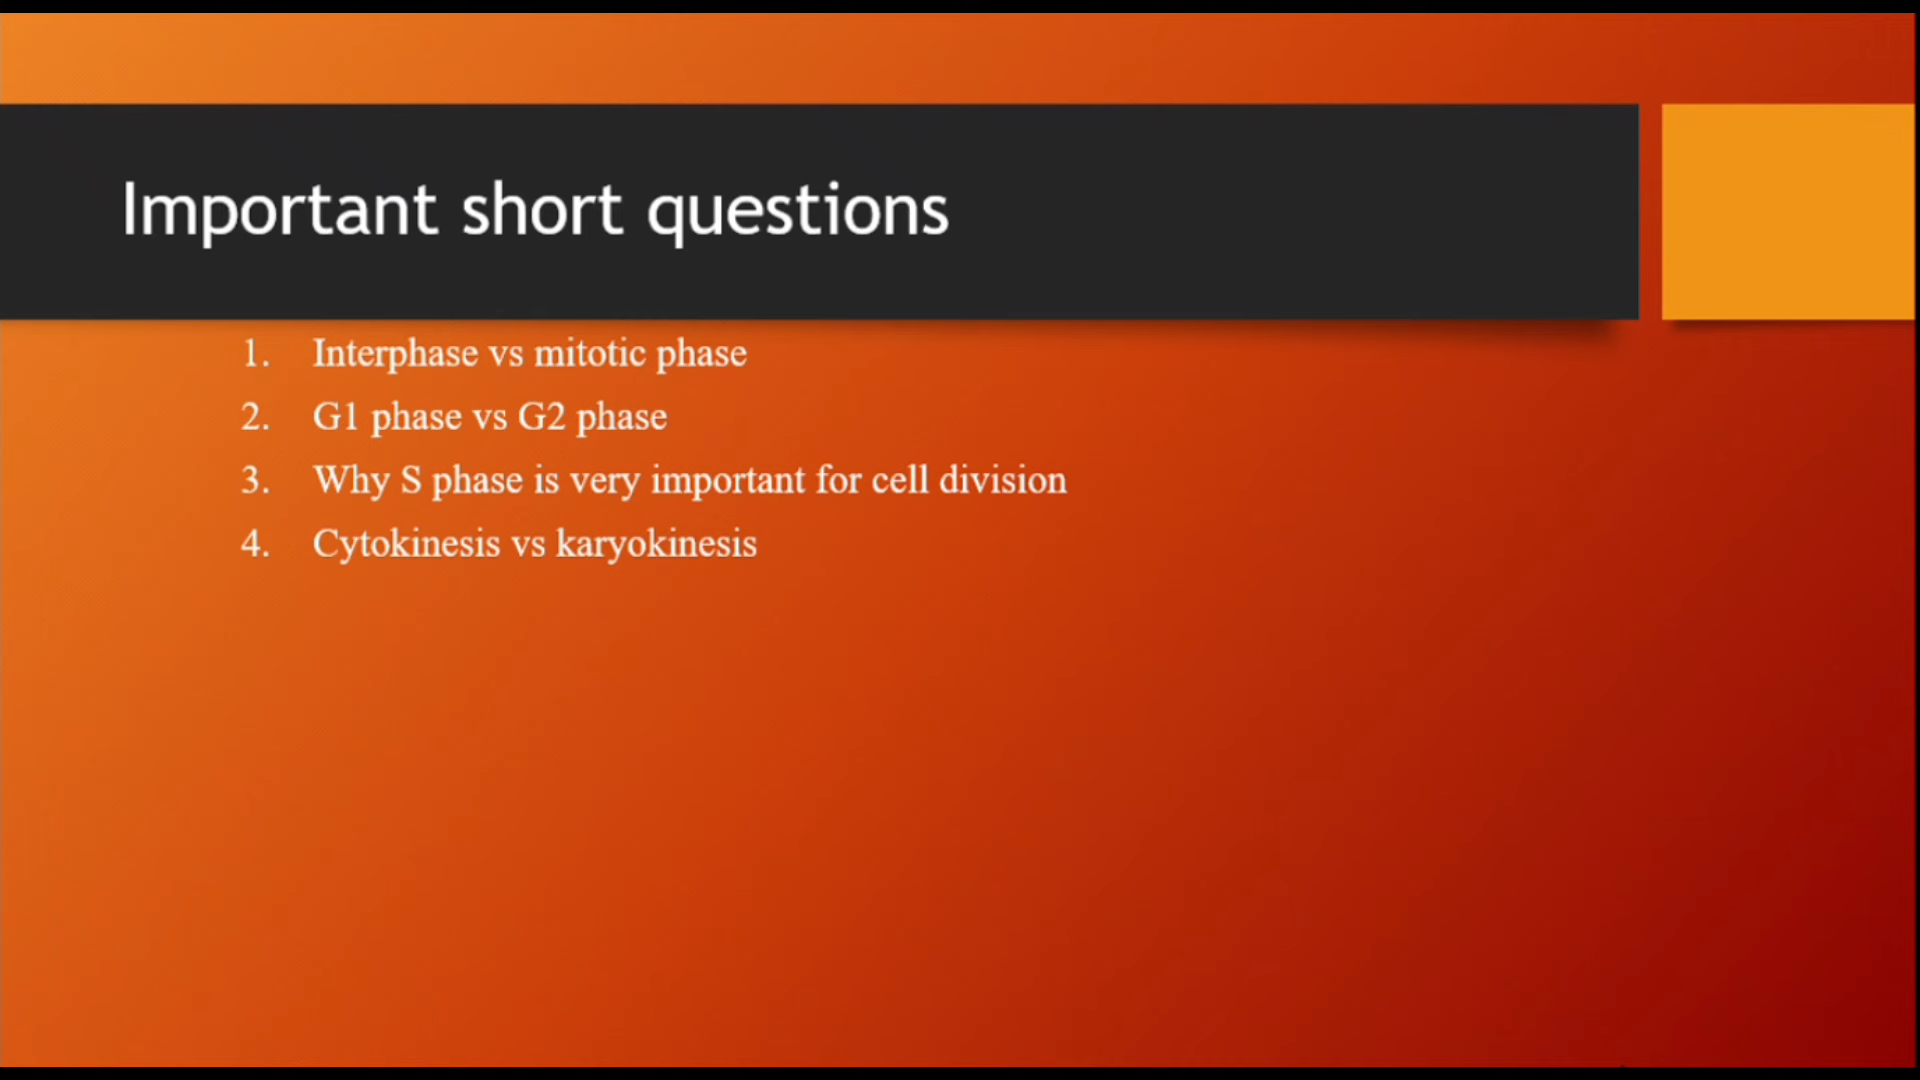 Important short questions
1. Interphase vs mitotic phase
2. G1 phase vs G2 phase
3. Why S phase is very important for cell division
4. Cytokinesis vs karyokinesis